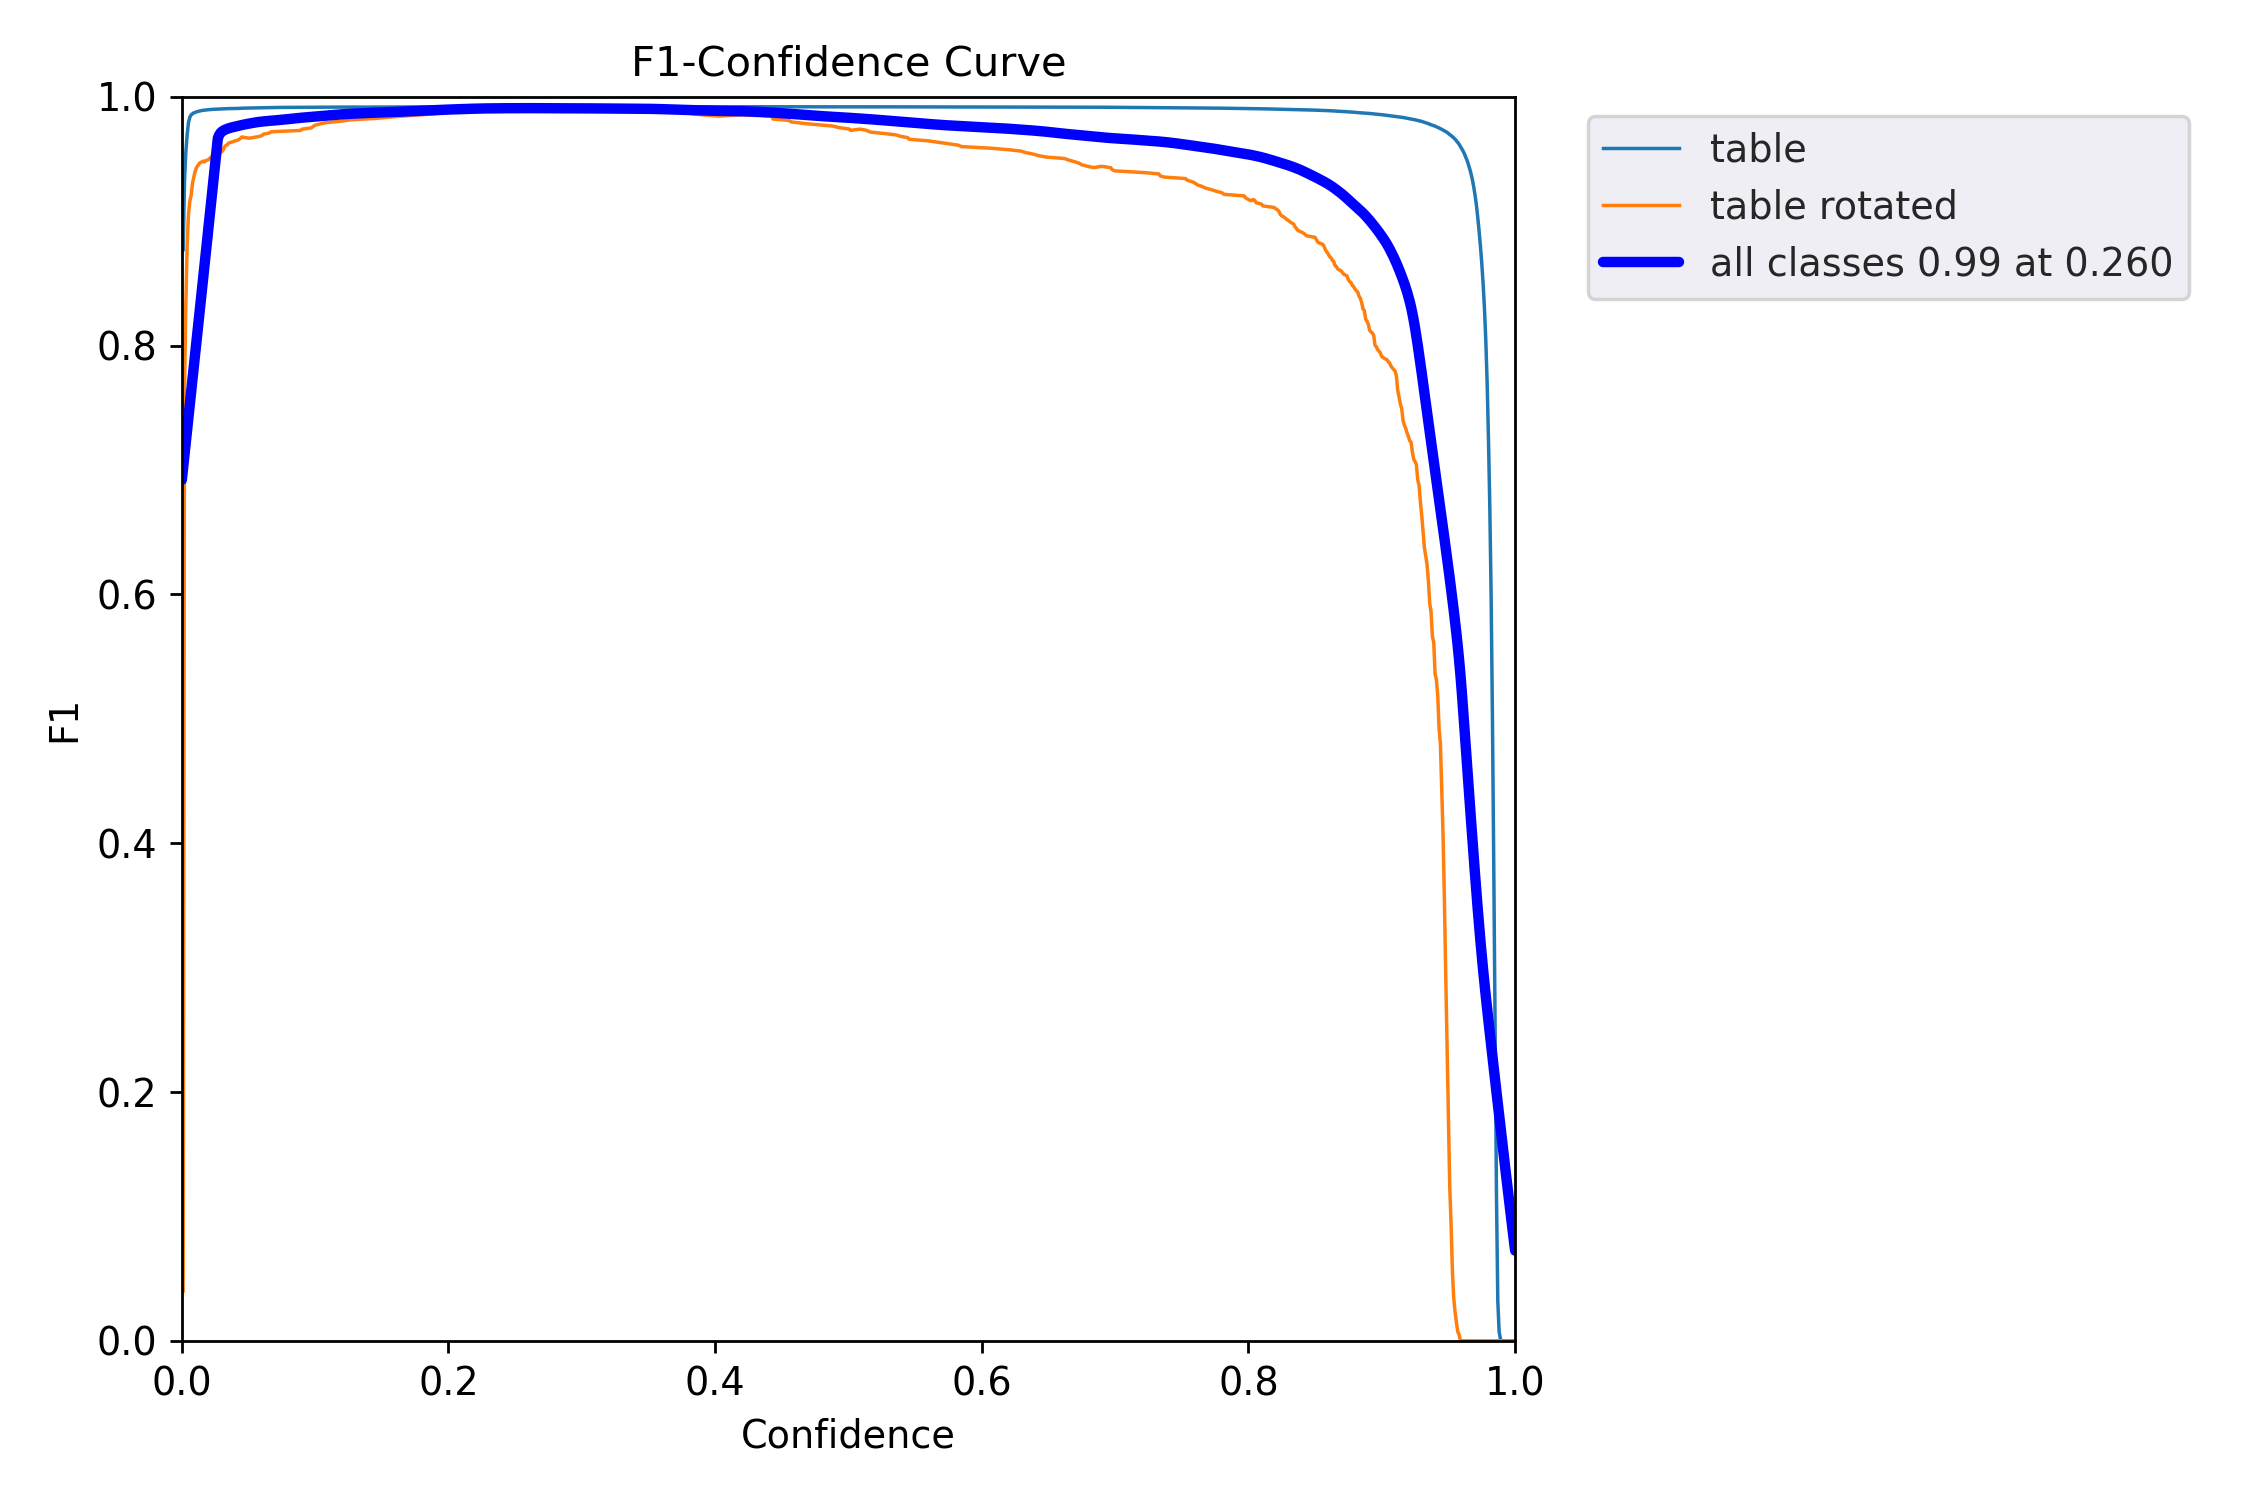 F1-Confidence Curve
1.0
0.8
0.6
0.4
0.2
0.0
F1
0.0 0.2 0.4 0.6 0.8 1.0
Confidence
table
table rotated
all classes 0.99 at 0.260